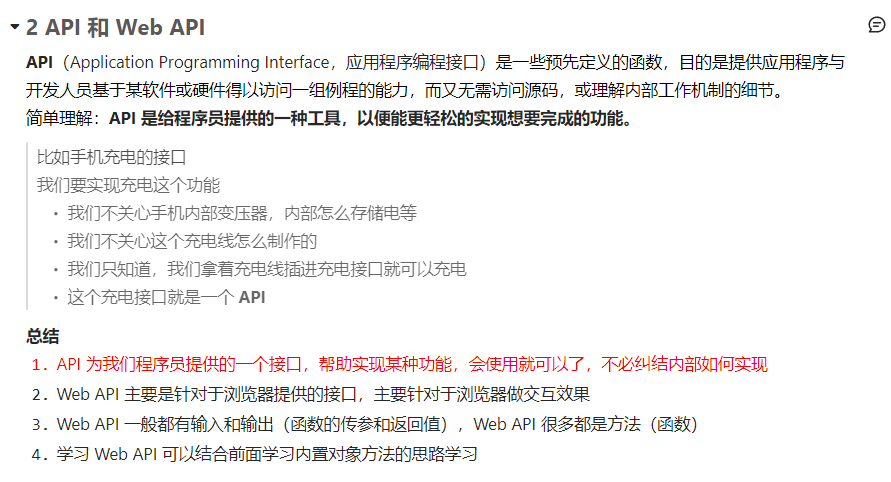 2 API 和 Web API
API（Application Programming Interface，应用程序编程接口）是一些预先定义的函数，目的是提供应用程序与
开发人员基于某软件或硬件得以访问一组例程的能力，而又无需访问源码，或理解内部工作机制的细节。
简单理解：API 是给程序员提供的一种工具，以便能更轻松的实现想要完成的功能。
比如手机充电的接口
我们要实现充电这个功能
• 我们不关心手机内部变压器，内部怎么存储电等
• 我们不关心这个充电线怎么制作的
• 我们只知道，我们拿着充电线插进充电接口就可以充电
• 这个充电接口就是一个 API
总结
1. API 为我们程序员提供的一个接口，帮助实现某种功能，会使用就可以了，不必纠结内部如何实现
2. Web API 主要是针对于浏览器提供的接口，主要针对于浏览器做交互效果
3. Web API 一般都有输入和输出（函数的传参和返回值），Web API 很多都是方法（函数）
4. 学习 Web API 可以结合前面学习内置对象方法的思路学习